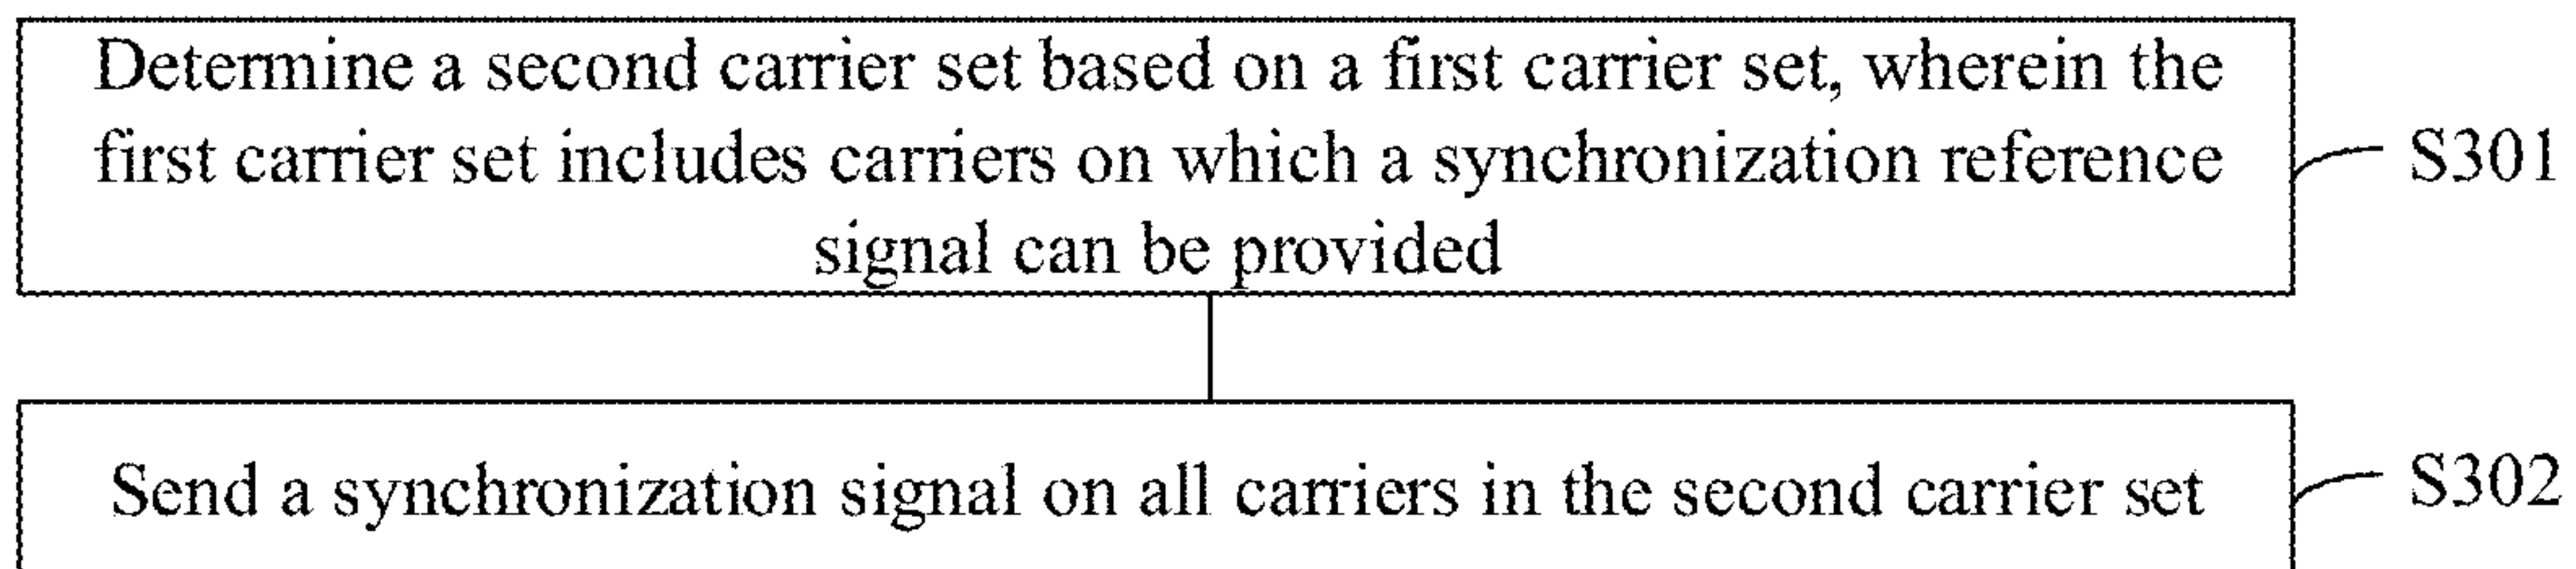 Determine a second carrier set based on a first carrier set, wherein the
first carrier set includes carriers on which a synchronization reference
signal can be provided
S301
Send a synchronization signal on all carriers in the second carrier set
S302